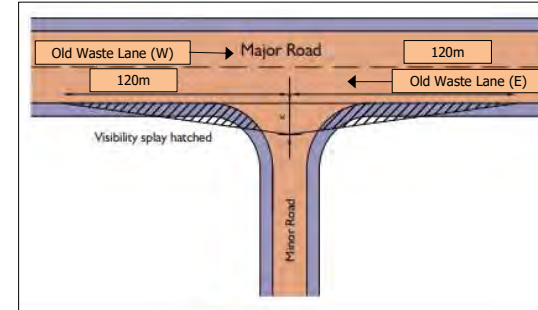 Old Waste Lane (W)
Major Road
120m
120m
Old Waste Lane (E)
x
Visibility splay hatched
Minor Road